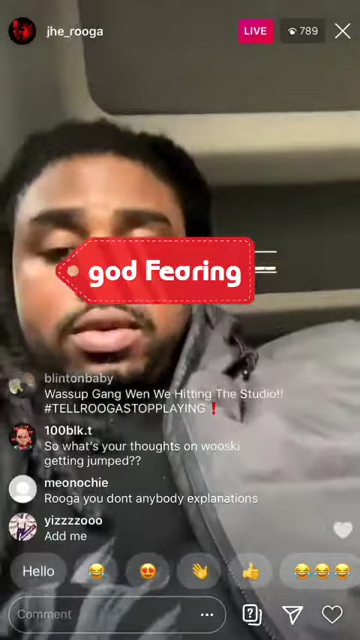 jhe_rooga
LIVE
789
god Fearing
blintonbaby
Wassup Gang Wen We Hitting The Studio!!
#TELLROOGASTOPPLAYING❗
100blk.t
So what's your thoughts on wooski
getting jumped??
meonochie
Rooga you dont anybody explanations
yizzzzooo
Add me
Hello
Comment